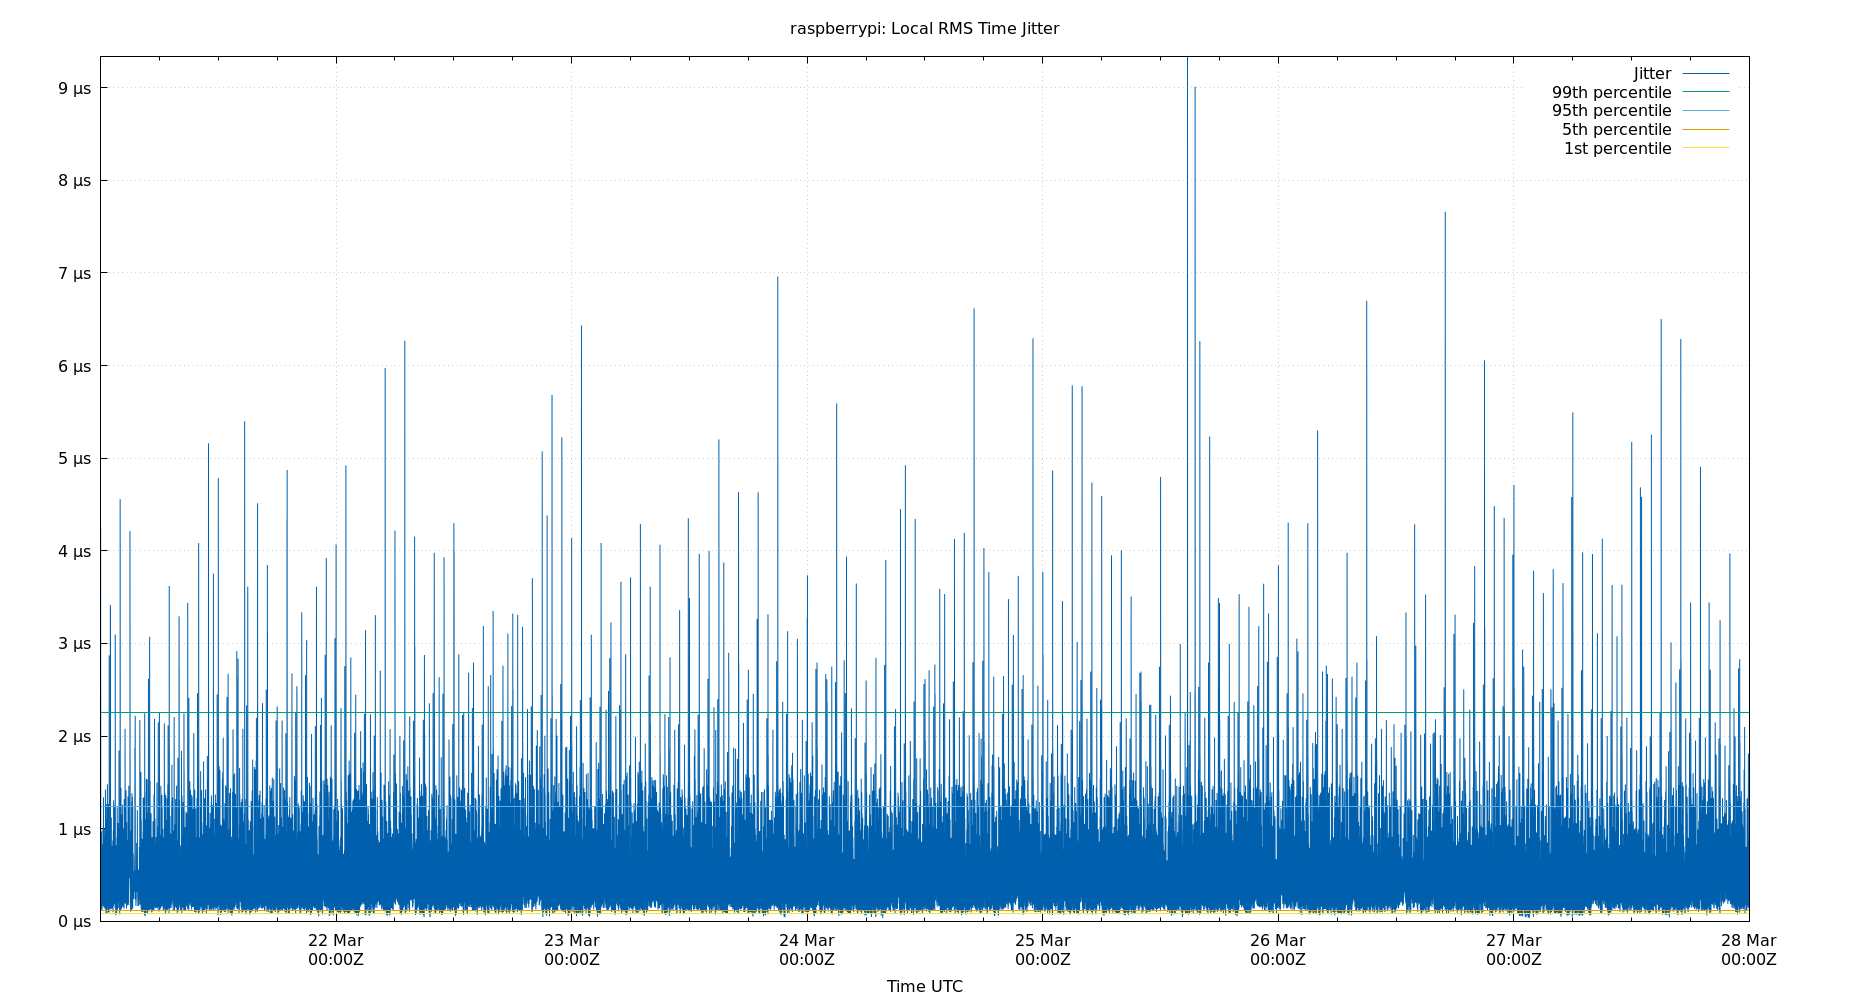 raspberrypi: Local RMS Time Jitter
Jitter
99th percentile
95th percentile
5th percentile
1st percentile
9 µs
8 µs
7 µs
6 µs
5 µs
4 µs
3 µs
2 µs
1 µs
0 µs
22 Mar 23 Mar 24 Mar 25 Mar 26 Mar 27 Mar 28 Mar
00:00Z 00:00Z 00:00Z 00:00Z 00:00Z 00:00Z 00:00Z
Time UTC